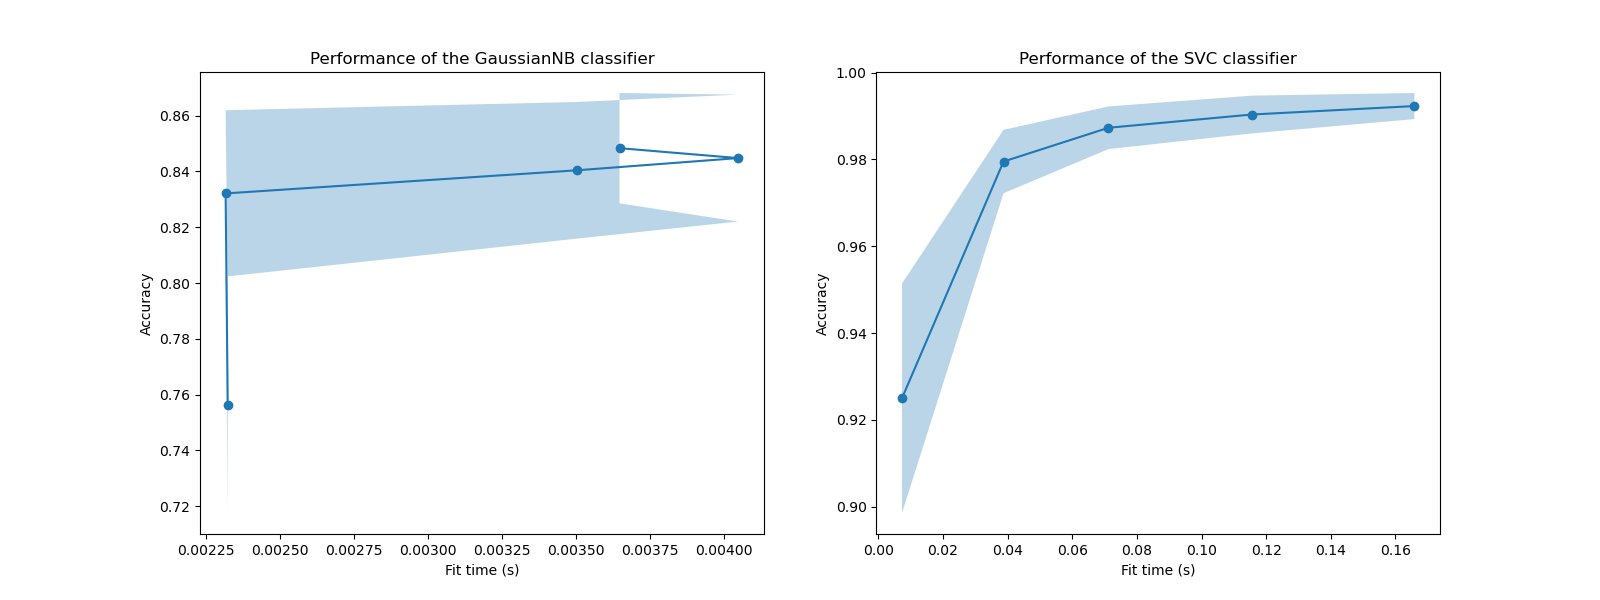 Performance of the GaussianNB classifier
Accuracy
0.86
0.84
0.82
0.80
0.78
0.76
0.74
0.72
0.00225 0.00250 0.00275 0.00300 0.00325 0.00350 0.00375 0.00400
Fit time (s)
Performance of the SVC classifier
Accuracy
1.00
0.98
0.96
0.94
0.92
0.90
0.00 0.02 0.04 0.06 0.08 0.10 0.12 0.14 0.16
Fit time (s)